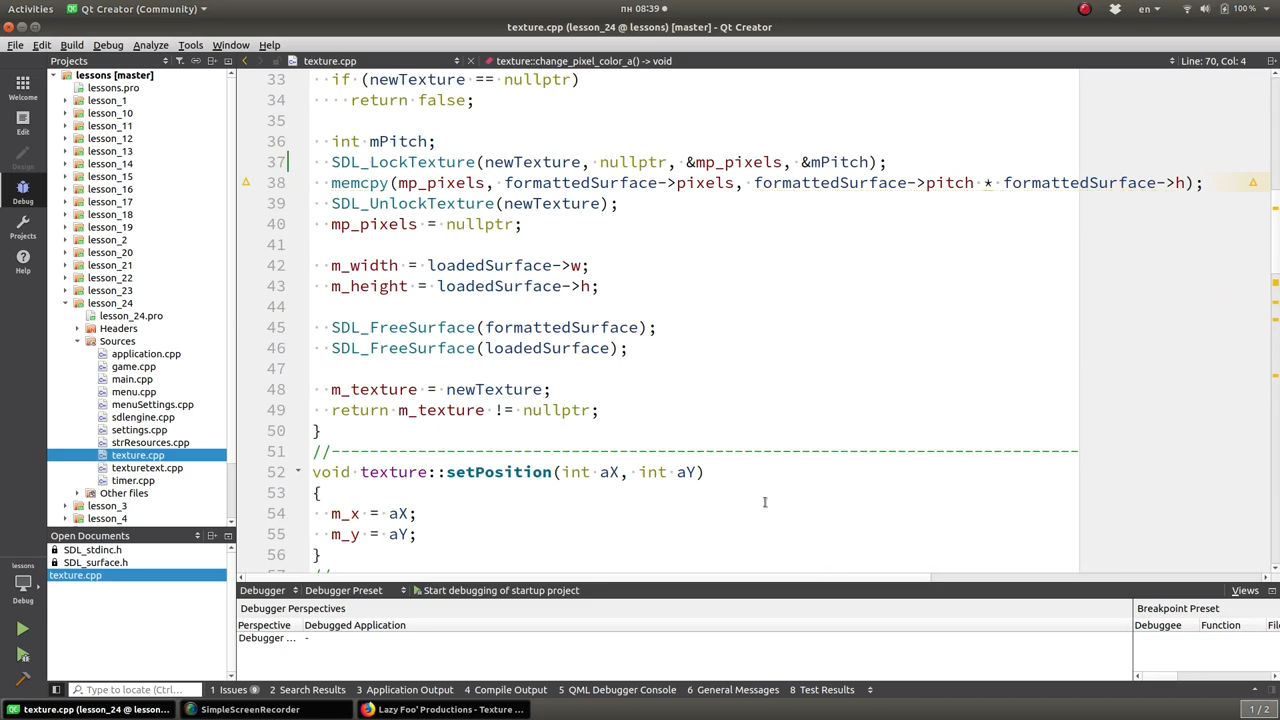 Activities
Qt Creator (Community)
пн 08:39
en
100 %
texture.cpp (lesson_24 @ lessons) [master] - Qt Creator
File Edit Build Debug Analyze Tools Window Help
Projects
texture.cpp
texture::change_pixel_color_a() -> void
Line: 70, Col: 4
Welcome
Edit
Design
Debug
Projects
Help
lessons
Debug
lessons [master]
lessons.pro
lesson_1
lesson_10
lesson_11
lesson_12
lesson_13
lesson_14
lesson_15
lesson_16
lesson_17
lesson_18
lesson_19
lesson_2
lesson_20
lesson_21
lesson_22
lesson_23
lesson_24
lesson_24.pro
Headers
Sources
application.cpp
game.cpp
main.cpp
menu.cpp
menuSettings.cpp
sdlengine.cpp
settings.cpp
strResources.cpp
texture.cpp
texturetext.cpp
timer.cpp
Other files
lesson_3
lesson_4
Open Documents
SDL_stdinc.h
SDL_surface.h
texture.cpp
33 if (newTexture == nullptr)
34 return false;
35
36 int mPitch;
37 SDL_LockTexture(newTexture, nullptr, &mp_pixels, &mPitch);
38 memcpy(mp_pixels, formattedSurface->pixels, formattedSurface->pitch * formattedSurface->h);
39 SDL_UnlockTexture(newTexture);
40 mp_pixels = nullptr;
41
42 m_width = loadedSurface->w;
43 m_height = loadedSurface->h;
44
45 SDL_FreeSurface(formattedSurface);
46 SDL_FreeSurface(loadedSurface);
47
48 m_texture = newTexture;
49 return m_texture != nullptr;
50 }
51 //------------------------------------------------------------------------------
52 void texture::setPosition(int aX, int aY)
53 {
54 m_x = aX;
55 m_y = aY;
56 }
Debugger
Debugger Preset
Start debugging of startup project
Views
Debugger Perspectives
Breakpoint Preset
Perspective Debugged Application
Debuggee Function Fil
Debugger ... -
Type to locate (Ctrl-...
1 Issues 9
2 Search Results
3 Application Output
4 Compile Output
5 QML Debugger Console
6 General Messages
8 Test Results
texture.cpp (lesson_24 @ lesson...
SimpleScreenRecorder
Lazy Foo' Productions - Texture ...
1 / 2